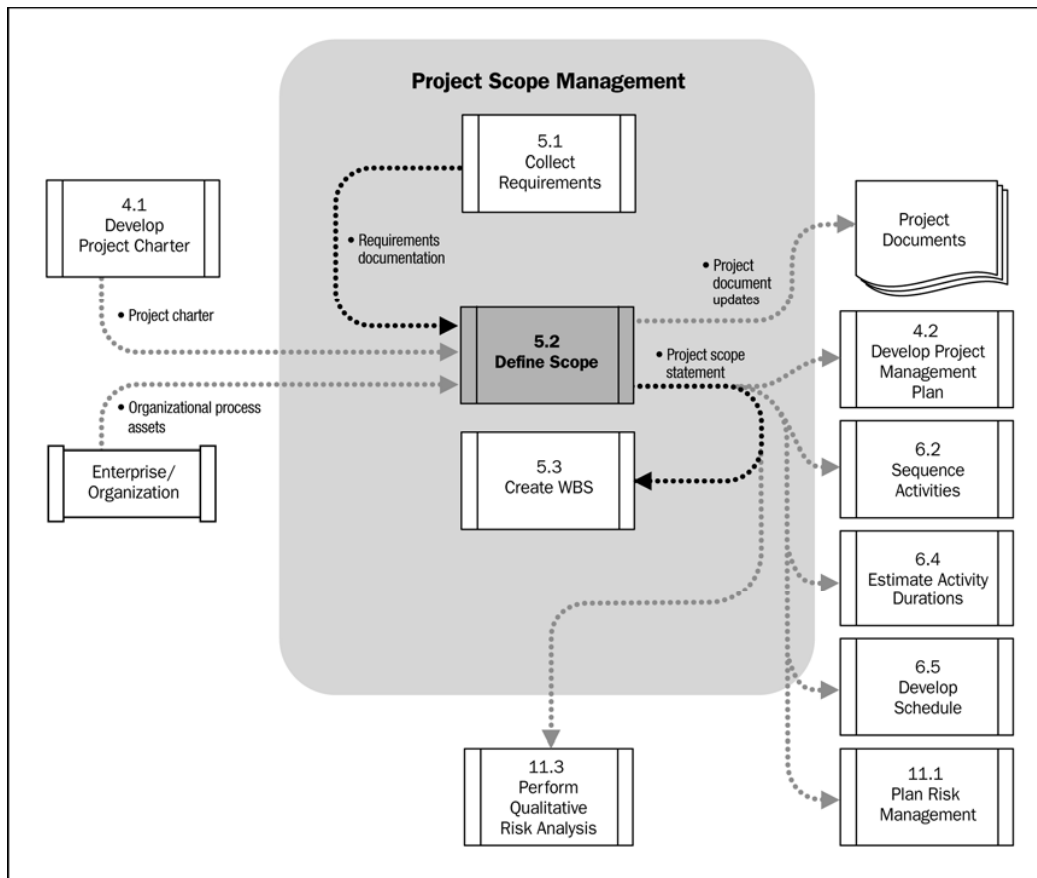 Project Scope Management
5.1
Collect
Requirements
4.1
Develop
Project Charter
• Requirements
documentation
Project
Documents
• Project
document
updates
• Project charter
5.2
Define Scope
• Project scope
statement
4.2
Develop Project
Management
Plan
• Organizational process
assets
Enterprise/
Organization
5.3
Create WBS
6.2
Sequence
Activities
6.4
Estimate Activity
Durations
6.5
Develop
Schedule
11.3
Perform
Qualitative
Risk Analysis
11.1
Plan Risk
Management